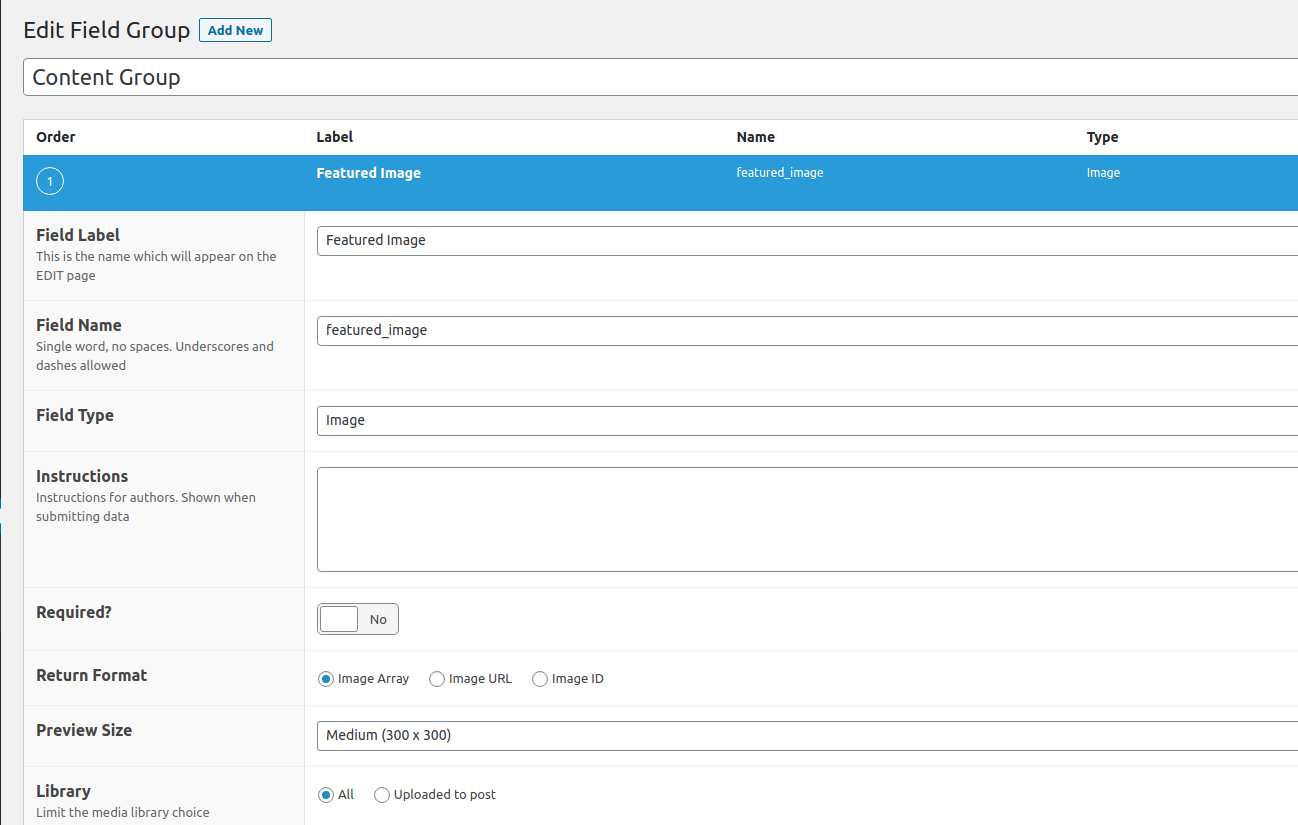 Edit Field Group Add New
Content Group
Order Label Name Type
1 Featured Image featured_image Image
Field Label
This is the name which will appear on the
EDIT page
Featured Image
Field Name
Single word, no spaces. Underscores and
dashes allowed
featured_image
Field Type
Image
Instructions
Instructions for authors. Shown when
submitting data
Required?
No
Return Format
Image Array Image URL Image ID
Preview Size
Medium (300 x 300)
Library
Limit the media library choice
All Uploaded to post